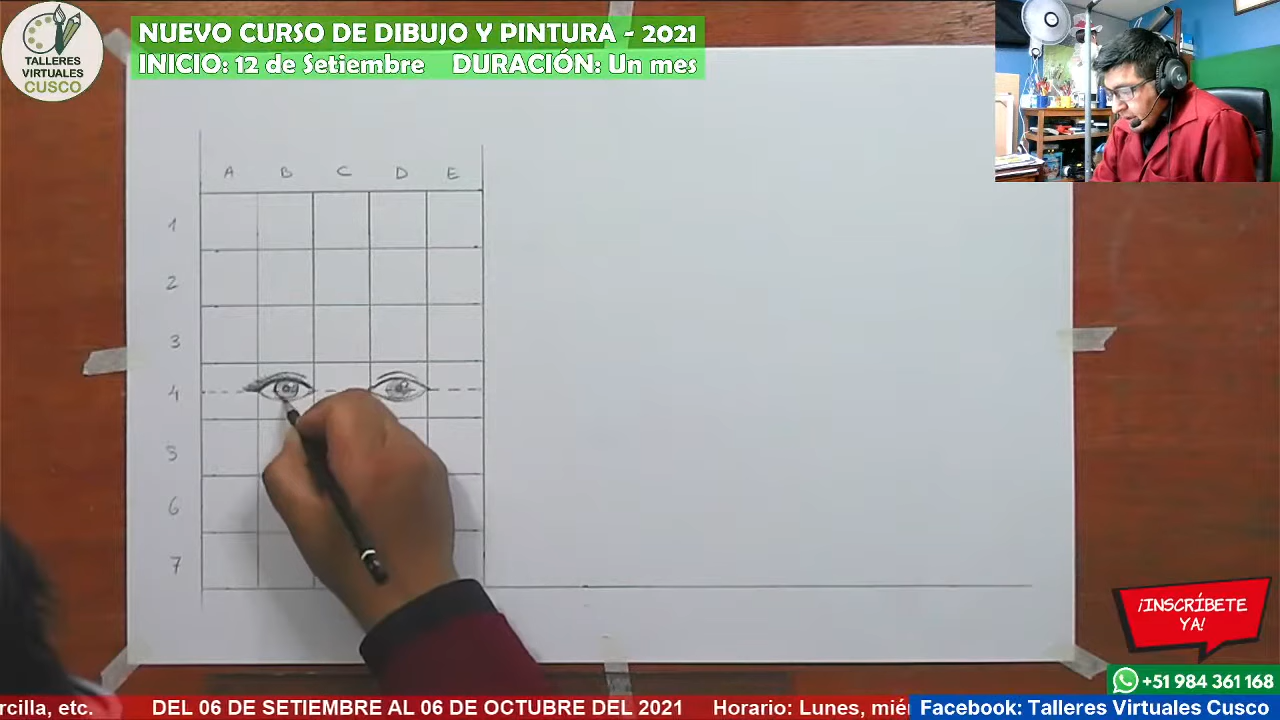 TALLERES
VIRTUALES
CUSCO
NUEVO CURSO DE DIBUJO Y PINTURA - 2021
INICIO: 12 de Setiembre DURACIÓN: Un mes
A B C D E
1
2
3
4
5
6
7
¡INSCRÍBETE
YA!
+51 984 361 168
rcilla, etc. DEL 06 DE SETIEMBRE AL 06 DE OCTUBRE DEL 2021 Horario: Lunes, miér
Facebook: Talleres Virtuales Cusco